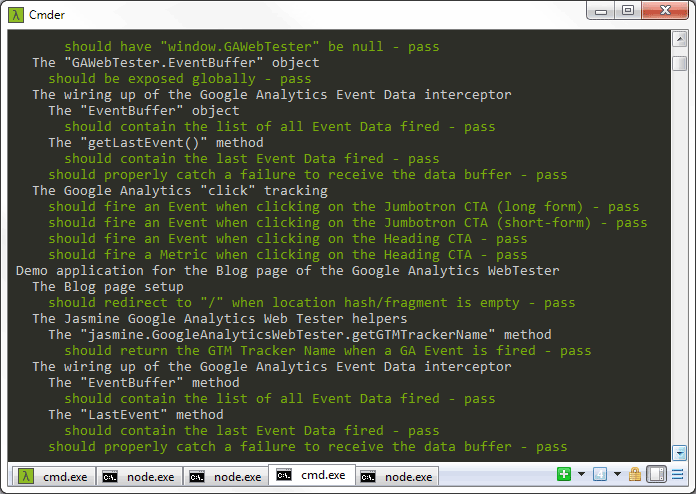 Cmder
should have "window.GAWebTester" be null - pass
The "GAWebTester.EventBuffer" object
should be exposed globally - pass
The wiring up of the Google Analytics Event Data interceptor
The "EventBuffer" object
should contain the list of all Event Data fired - pass
The "getLastEvent()" method
should contain the last Event Data fired - pass
should properly catch a failure to receive the data buffer - pass
The Google Analytics "click" tracking
should fire an Event when clicking on the Jumbotron CTA (long form) - pass
should fire an Event when clicking on the Jumbotron CTA (short-form) - pass
should fire an Event when clicking on the Heading CTA - pass
should fire a Metric when clicking on the Heading CTA - pass
Demo application for the Blog page of the Google Analytics WebTester
The Blog page setup
should redirect to "/" when location hash/fragment is empty - pass
The Jasmine Google Analytics Web Tester helpers
The "jasmine.GoogleAnalyticsWebTester.getGTMTrackerName" method
should return the GTM Tracker Name when a GA Event is fired - pass
The wiring up of the Google Analytics Event Data interceptor
The "EventBuffer" method
should contain the list of all Event Data fired - pass
The "LastEvent" method
should contain the last Event Data fired - pass
should properly catch a failure to receive the data buffer - pass
λ cmd.exe C:\. node.exe C:\. node.exe C:\. cmd.exe C:\. node.exe